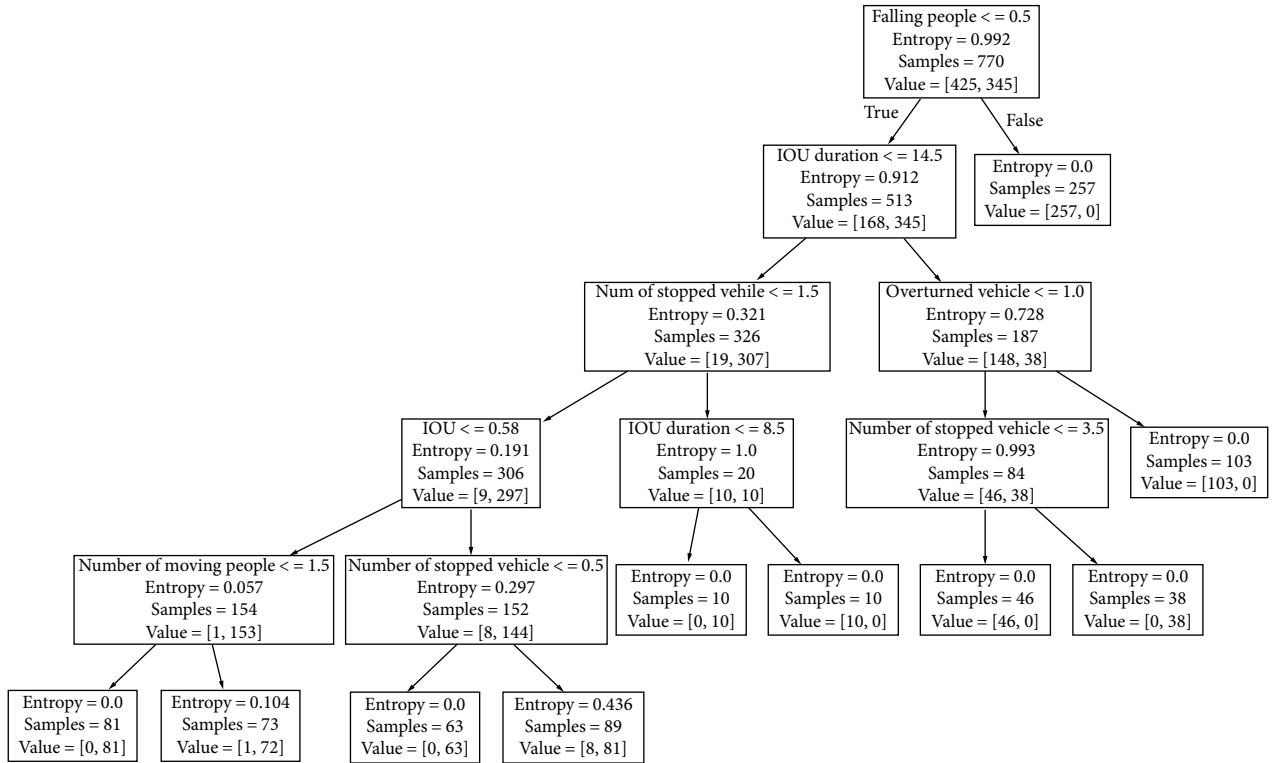 Falling people < = 0.5
Entropy = 0.992
Samples = 770
Value = [425, 345]
True
False
IOU duration < = 14.5
Entropy = 0.912
Samples = 513
Value = [168, 345]
Entropy = 0.0
Samples = 257
Value = [257, 0]
Num of stopped vehile < = 1.5
Entropy = 0.321
Samples = 326
Value = [19, 307]
Overturned vehicle < = 1.0
Entropy = 0.728
Samples = 187
Value = [148, 38]
IOU < = 0.58
Entropy = 0.191
Samples = 306
Value = [9, 297]
IOU duration < = 8.5
Entropy = 1.0
Samples = 20
Value = [10, 10]
Number of stopped vehicle < = 3.5
Entropy = 0.993
Samples = 84
Value = [46, 38]
Entropy = 0.0
Samples = 103
Value = [103, 0]
Number of moving people < = 1.5
Entropy = 0.057
Samples = 154
Value = [1, 153]
Number of stopped vehicle < = 0.5
Entropy = 0.297
Samples = 152
Value = [8, 144]
Entropy = 0.0
Samples = 10
Value = [0, 10]
Entropy = 0.0
Samples = 10
Value = [10, 0]
Entropy = 0.0
Samples = 46
Value = [46, 0]
Entropy = 0.0
Samples = 38
Value = [0, 38]
Entropy = 0.0
Samples = 81
Value = [0, 81]
Entropy = 0.104
Samples = 73
Value = [1, 72]
Entropy = 0.0
Samples = 63
Value = [0, 63]
Entropy = 0.436
Samples = 89
Value = [8, 81]